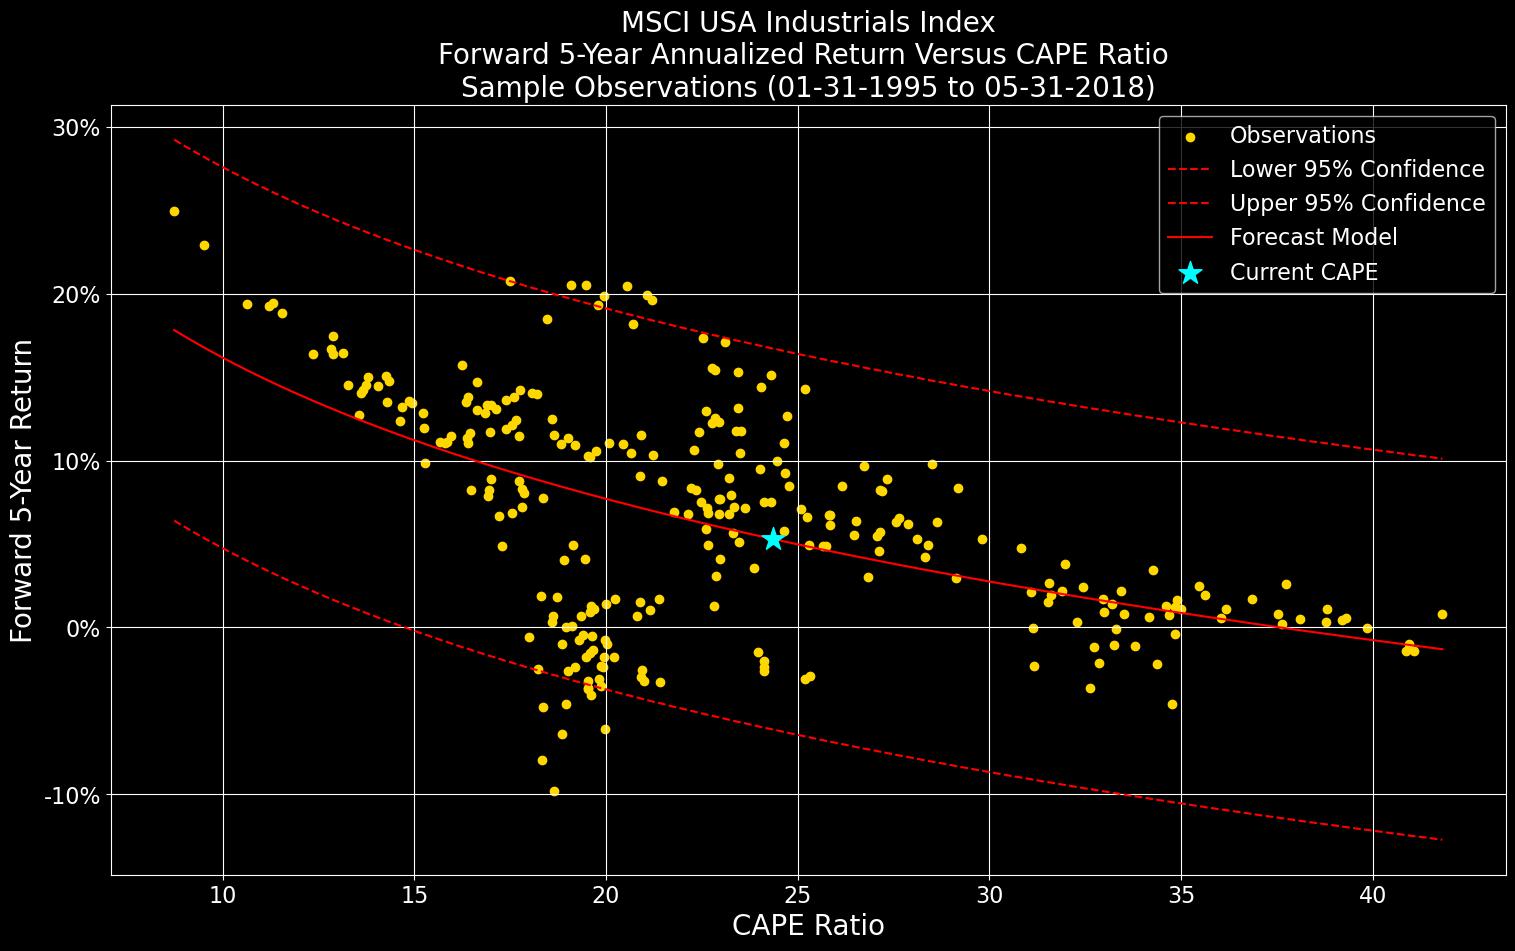 MSCI USA Industrials Index
Forward 5-Year Annualized Return Versus CAPE Ratio
Sample Observations (01-31-1995 to 05-31-2018)
Forward 5-Year Return
30%
20%
10%
0%
-10%
Observations
Lower 95% Confidence
Upper 95% Confidence
Forecast Model
Current CAPE
10
15
20
25
30
35
40
CAPE Ratio